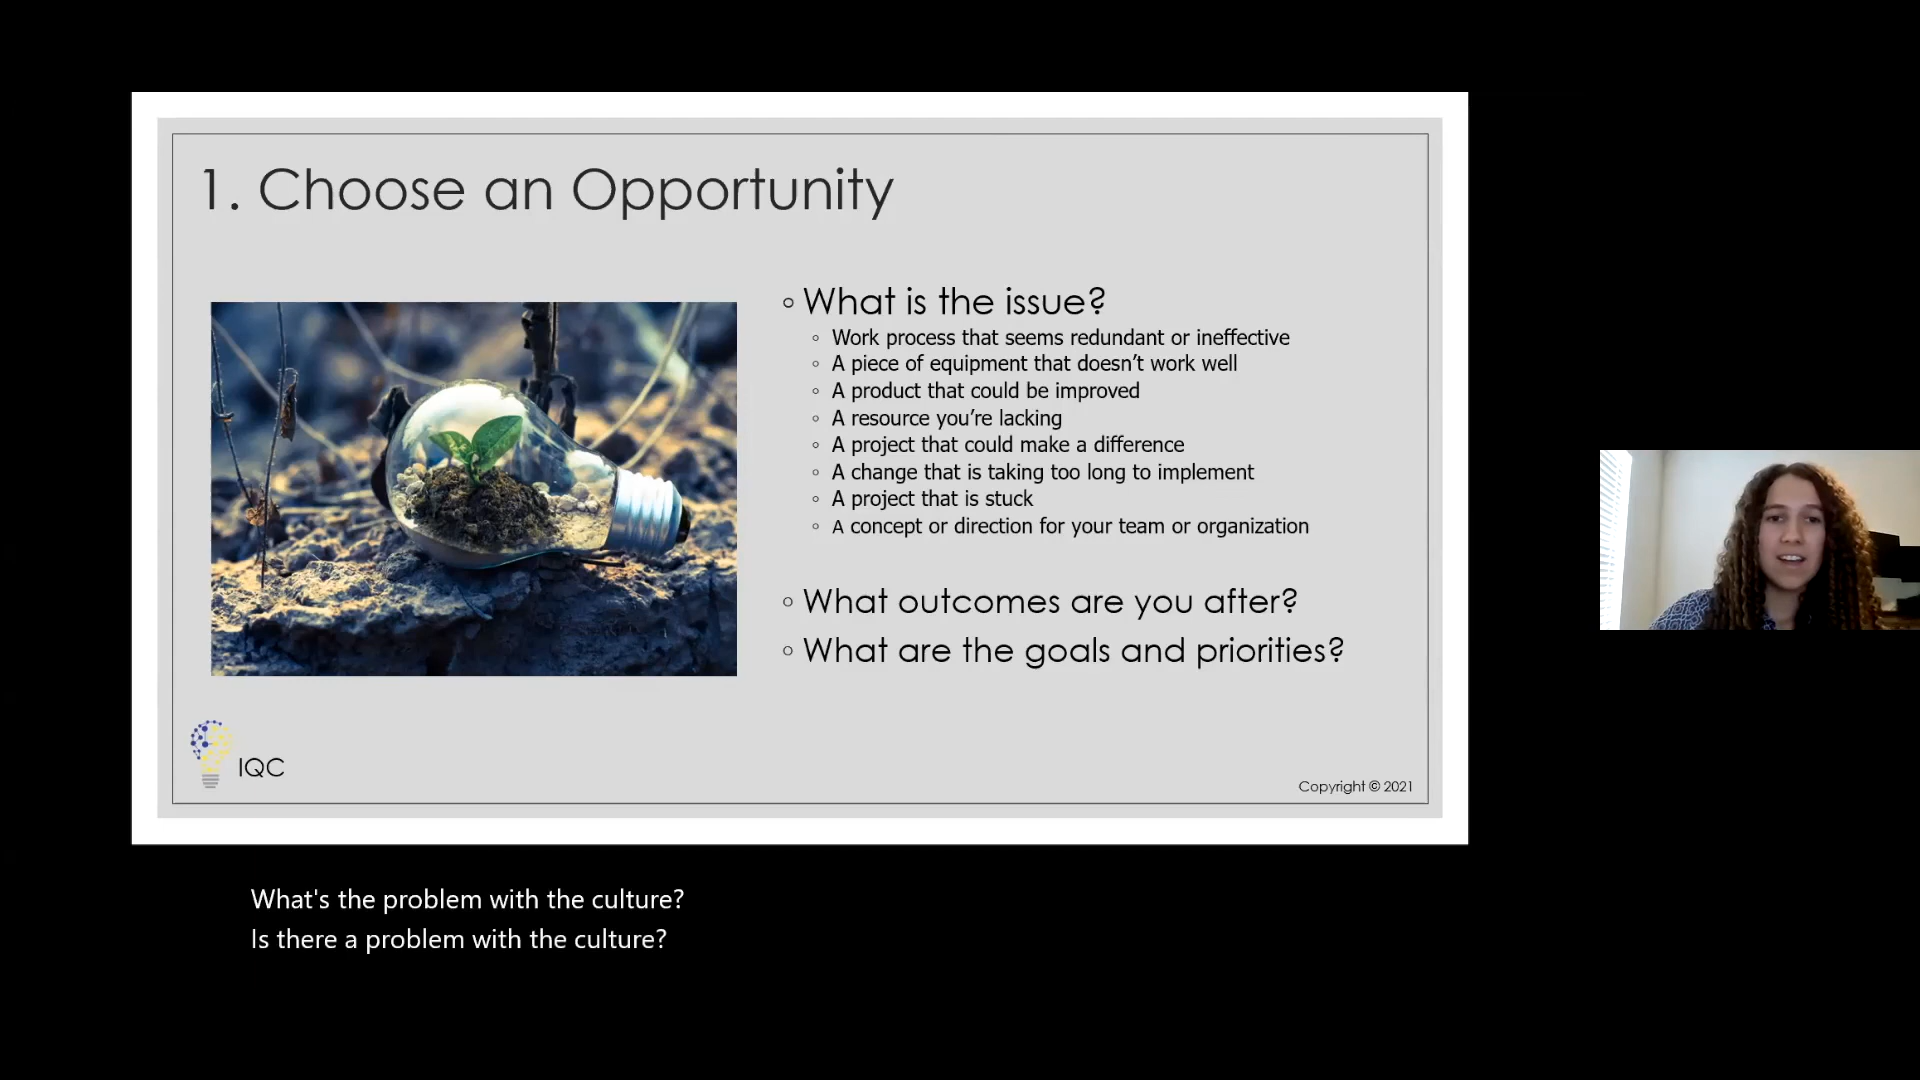 1. Choose an Opportunity
◦ What is the issue?
◦ Work process that seems redundant or ineffective
◦ A piece of equipment that doesn’t work well
◦ A product that could be improved
◦ A resource you’re lacking
◦ A project that could make a difference
◦ A change that is taking too long to implement
◦ A project that is stuck
◦ A concept or direction for your team or organization
◦ What outcomes are you after?
◦ What are the goals and priorities?
IQC
Copyright © 2021
What's the problem with the culture?
Is there a problem with the culture?